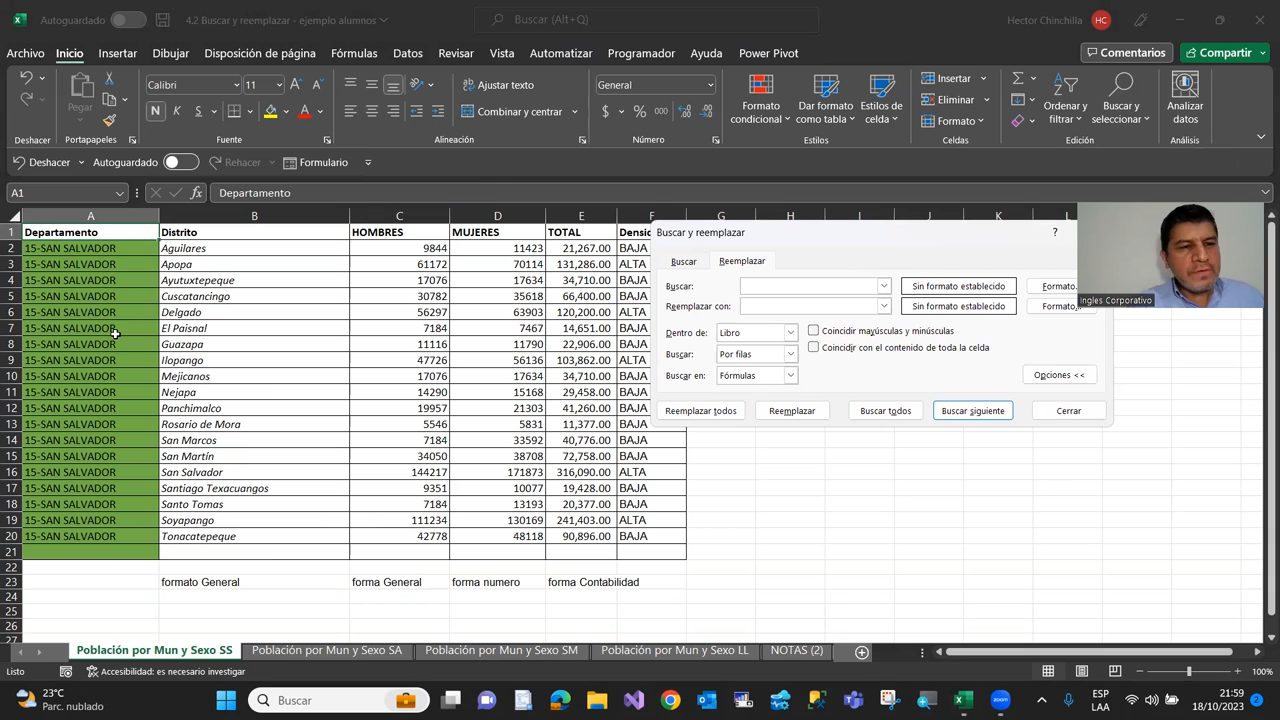 Autoguardado
4.2 Buscar y reemplazar - ejemplo alumnos
Buscar (Alt+Q)
Hector Chinchilla
HC
Archivo Inicio Insertar Dibujar Disposición de página Fórmulas Datos Revisar Vista Automatizar Programador Ayuda Power Pivot
Comentarios
Compartir
Pegar
Calibri 11
N K S
Ajustar texto
Combinar y centrar
General
$ % 000
Formato condicional
Dar formato como tabla
Estilos de celda
Insertar
Eliminar
Formato
Ordenar y filtrar
Buscar y seleccionar
Analizar datos
Deshacer Portapapeles Fuente Alineación Número Estilos Celdas Edición Análisis
Deshacer Autoguardado Rehacer Formulario
A1 fx Departamento
A B C D E F G H I J K L
1 Departamento Distrito HOMBRES MUJERES TOTAL Densid
2 15-SAN SALVADOR Aguilares 9844 11423 21,267.00 BAJA
3 15-SAN SALVADOR Apopa 61172 70114 131,286.00 ALTA
4 15-SAN SALVADOR Ayutuxtepeque 17076 17634 34,710.00 BAJA
5 15-SAN SALVADOR Cuscatancingo 30782 35618 66,400.00 BAJA
6 15-SAN SALVADOR Delgado 56297 63903 120,200.00 ALTA
7 15-SAN SALVADOR El Paisnal 7184 7467 14,651.00 BAJA
8 15-SAN SALVADOR Guazapa 11116 11790 22,906.00 BAJA
9 15-SAN SALVADOR Ilopango 47726 56136 103,862.00 ALTA
10 15-SAN SALVADOR Mejicanos 17076 17634 34,710.00 BAJA
11 15-SAN SALVADOR Nejapa 14290 15168 29,458.00 BAJA
12 15-SAN SALVADOR Panchimalco 19957 21303 41,260.00 BAJA
13 15-SAN SALVADOR Rosario de Mora 5546 5831 11,377.00 BAJA
14 15-SAN SALVADOR San Marcos 7184 33592 40,776.00 BAJA
15 15-SAN SALVADOR San Martín 34050 38708 72,758.00 BAJA
16 15-SAN SALVADOR San Salvador 144217 171873 316,090.00 ALTA
17 15-SAN SALVADOR Santiago Texacuangos 9351 10077 19,428.00 BAJA
18 15-SAN SALVADOR Santo Tomas 7184 13193 20,377.00 BAJA
19 15-SAN SALVADOR Soyapango 111234 130169 241,403.00 ALTA
20 15-SAN SALVADOR Tonacatepeque 42778 48118 90,896.00 BAJA
21
22
23 formato General forma General forma numero forma Contabilidad
24
25
26
27
Buscar y reemplazar ?
Buscar Reemplazar
Buscar: Sin formato establecido Formato...
Reemplazar con: Sin formato establecido Formato...
Dentro de: Libro Coincidir mayúsculas y minúsculas
Buscar: Por filas Coincidir con el contenido de toda la celda
Buscar en: Fórmulas Opciones <<
Reemplazar todos Reemplazar Buscar todos Buscar siguiente Cerrar
Ingles Corporativo
Población por Mun y Sexo SS Población por Mun y Sexo SA Población por Mun y Sexo SM Población por Mun y Sexo LL NOTAS (2)
Listo Accesibilidad: es necesario investigar 100%
23°C
Parc. nublado
Buscar
ESP
LAA
21:59
18/10/2023